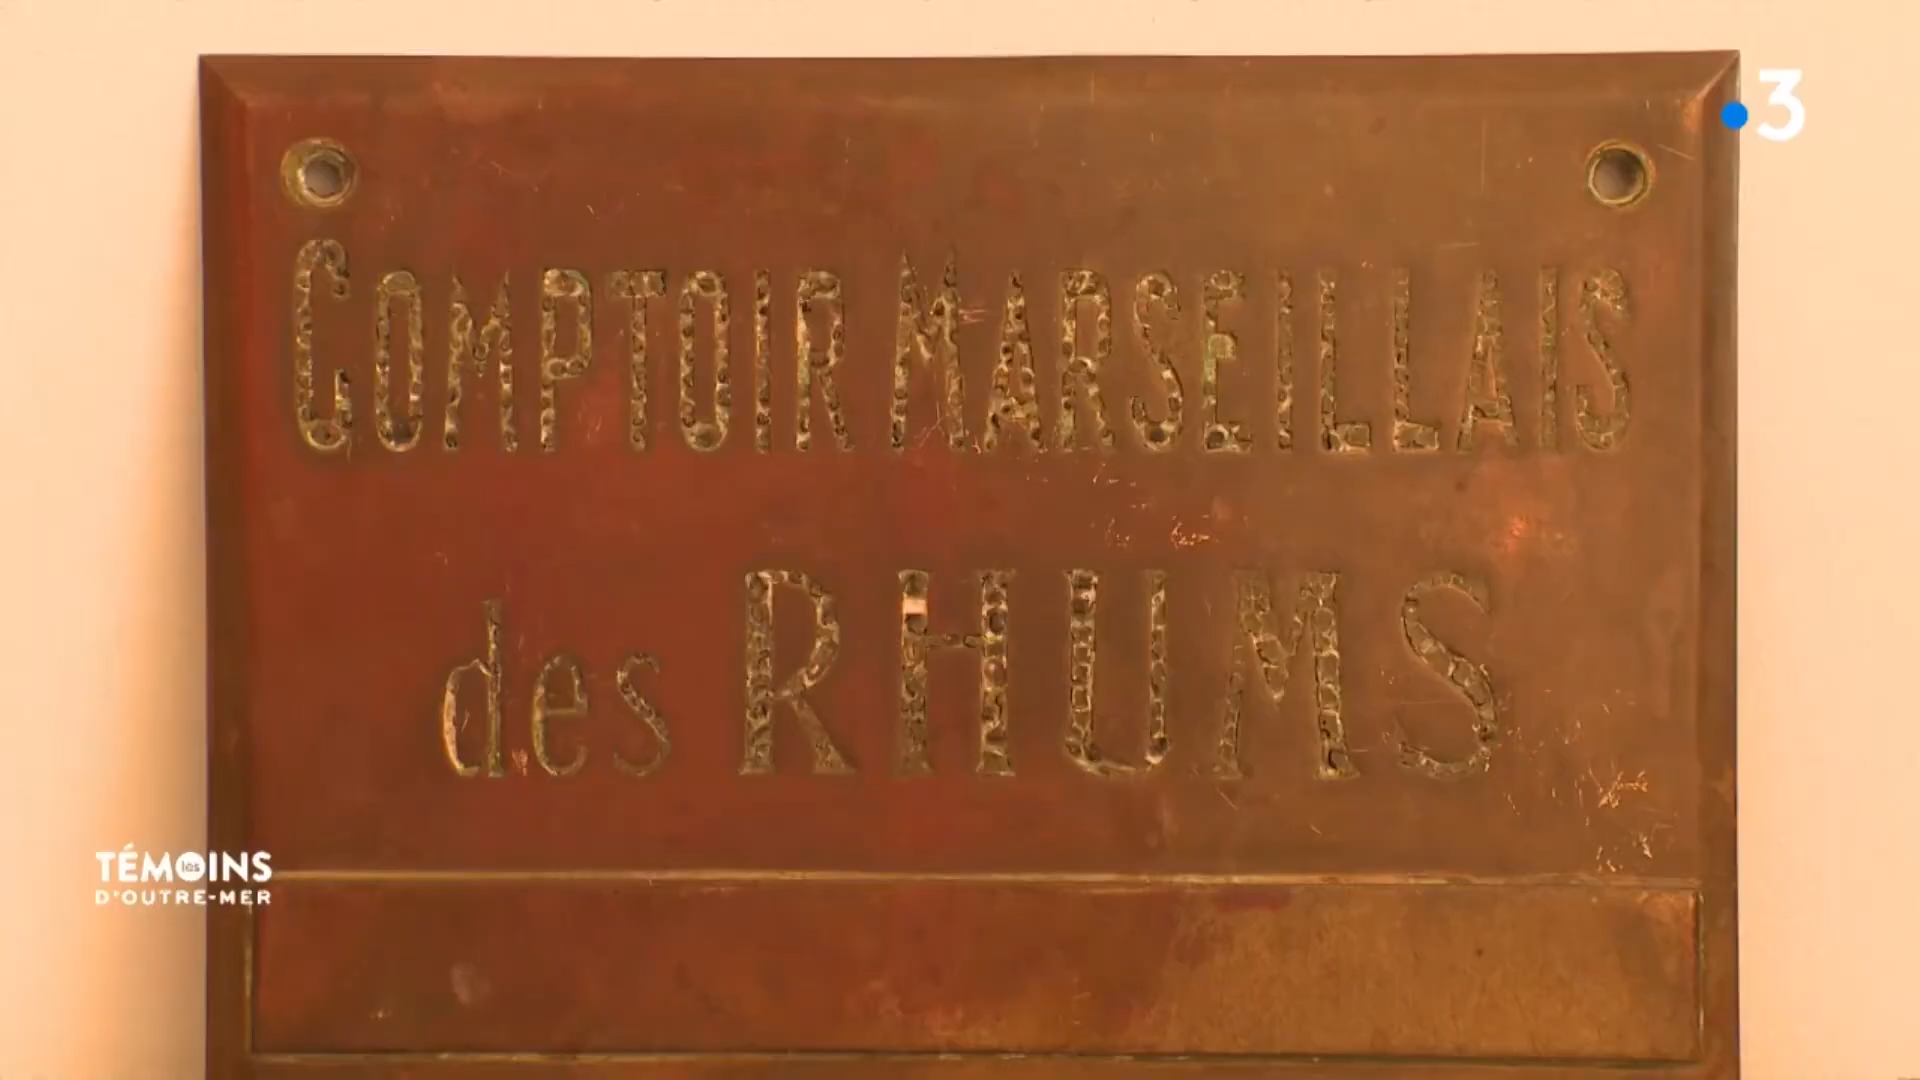 3
COMPTOIR MARSEILLAIS
des RHUMS
TÉMOINS
les
D'OUTRE-MER